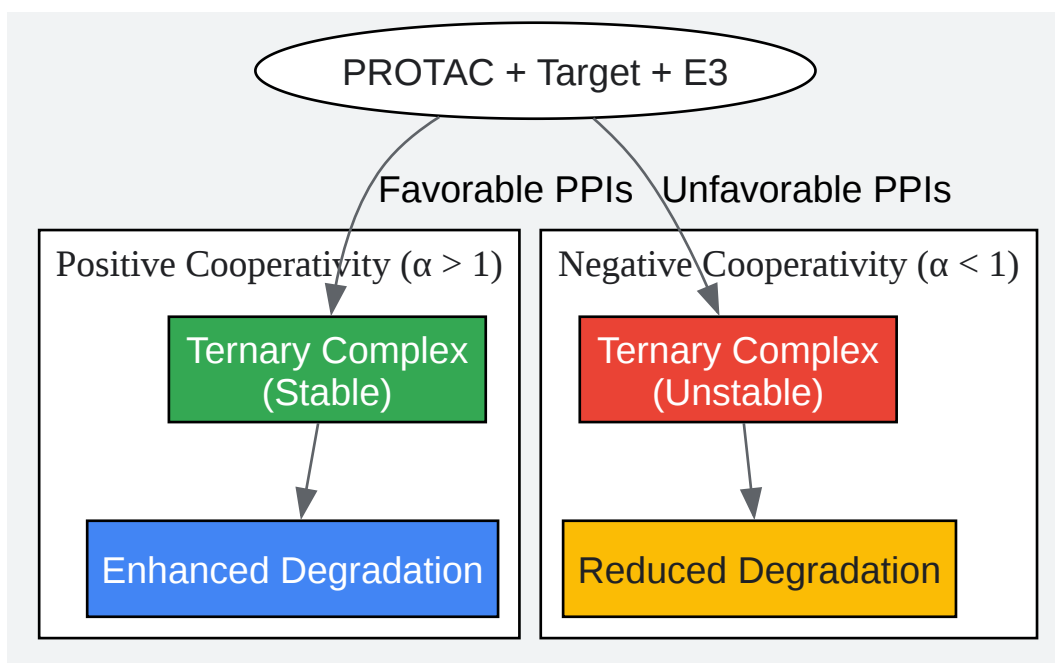 PROTAC + Target + E3
Favorable PPIs
Unfavorable PPIs
Positive Cooperativity (α > 1)
Ternary Complex
(Stable)
Enhanced Degradation
Negative Cooperativity (α < 1)
Ternary Complex
(Unstable)
Reduced Degradation